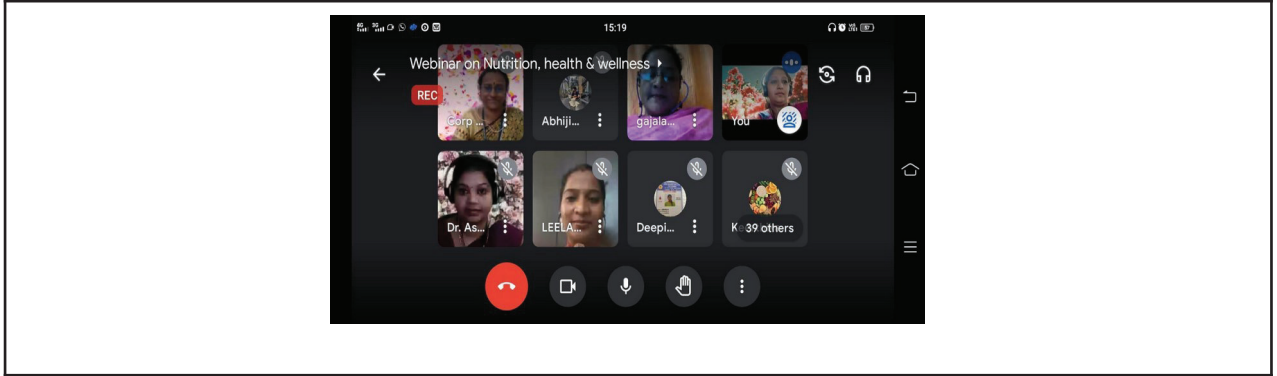 15:19
Webinar on Nutrition, health & wellness
REC
Corp ...
Abhiji...
gajala...
You
Dr. As...
LEELA...
Deepi...
39 others